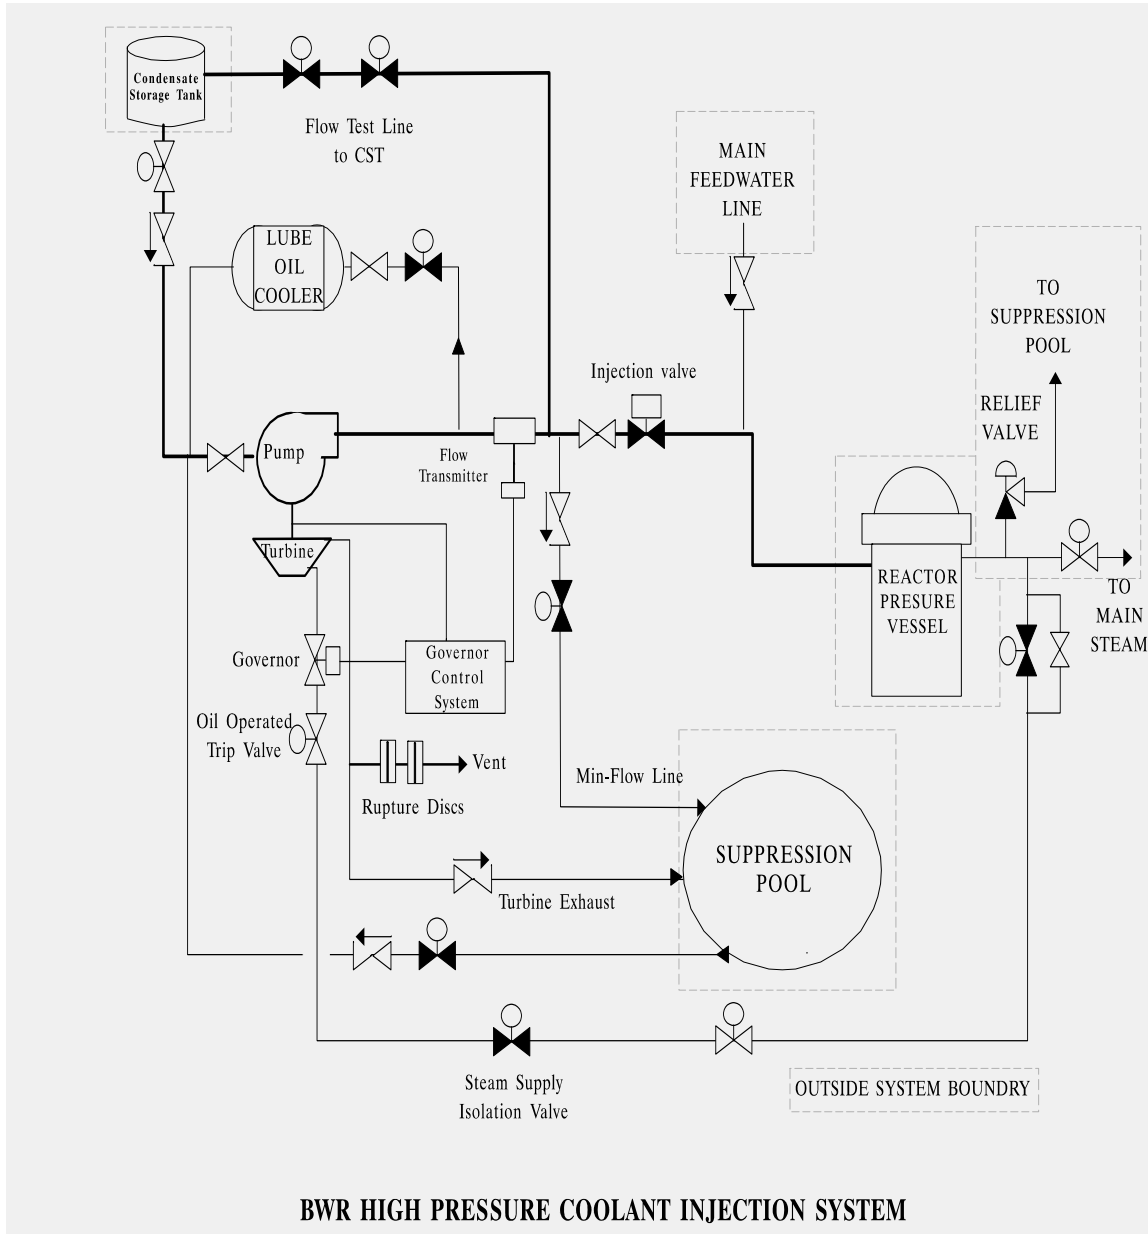 Condensate
Storage Tank
Flow Test Line
to CST
MAIN
FEEDWATER
LINE
LUBE
OIL
COOLER
TO
SUPPRESSION
POOL
Injection valve
RELIEF
VALVE
Pump
Flow
Transmitter
Turbine
REACTOR
PRESURE
VESSEL
TO
MAIN
STEAM
Governor
Governor
Control
System
Oil Operated
Trip Valve
Vent
Rupture Discs
Min-Flow Line
SUPPRESSION
POOL
Turbine Exhaust
Steam Supply
Isolation Valve
OUTSIDE SYSTEM BOUNDRY
BWR HIGH PRESSURE COOLANT INJECTION SYSTEM